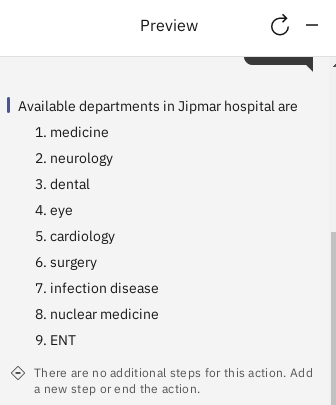 Preview
Available departments in Jipmar hospital are
1. medicine
2. neurology
3. dental
4. eye
5. cardiology
6. surgery
7. infection disease
8. nuclear medicine
9. ENT
There are no additional steps for this action. Add
a new step or end the action.